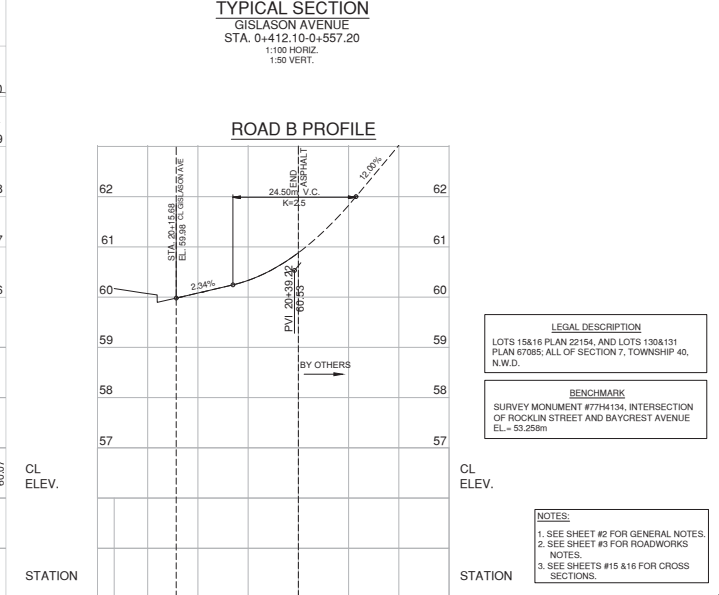 TYPICAL SECTION
GISLASON AVENUE
STA. 0+412.10-0+557.20
1:100 HORIZ.
1:50 VERT.
ROAD B PROFILE
STA. 20+15.68
EL. 59.98 CL GISLASON AVE
END
ASPHALT
12.00%
24.50m V.C.
K=2.5
2.34%
PVI 20+39.22
60.53
BY OTHERS
62
61
60
59
58
57
62
61
60
59
58
57
CL
ELEV.
CL
ELEV.
STATION
STATION
LEGAL DESCRIPTION
LOTS 15&16 PLAN 22154, AND LOTS 130&131
PLAN 67085; ALL OF SECTION 7, TOWNSHIP 40,
N.W.D.
BENCHMARK
SURVEY MONUMENT #77H4134, INTERSECTION
OF ROCKLIN STREET AND BAYCREST AVENUE
EL.= 53.258m
NOTES:
1. SEE SHEET #2 FOR GENERAL NOTES.
2. SEE SHEET #3 FOR ROADWORKS
NOTES.
3. SEE SHEETS #15 &16 FOR CROSS
SECTIONS.